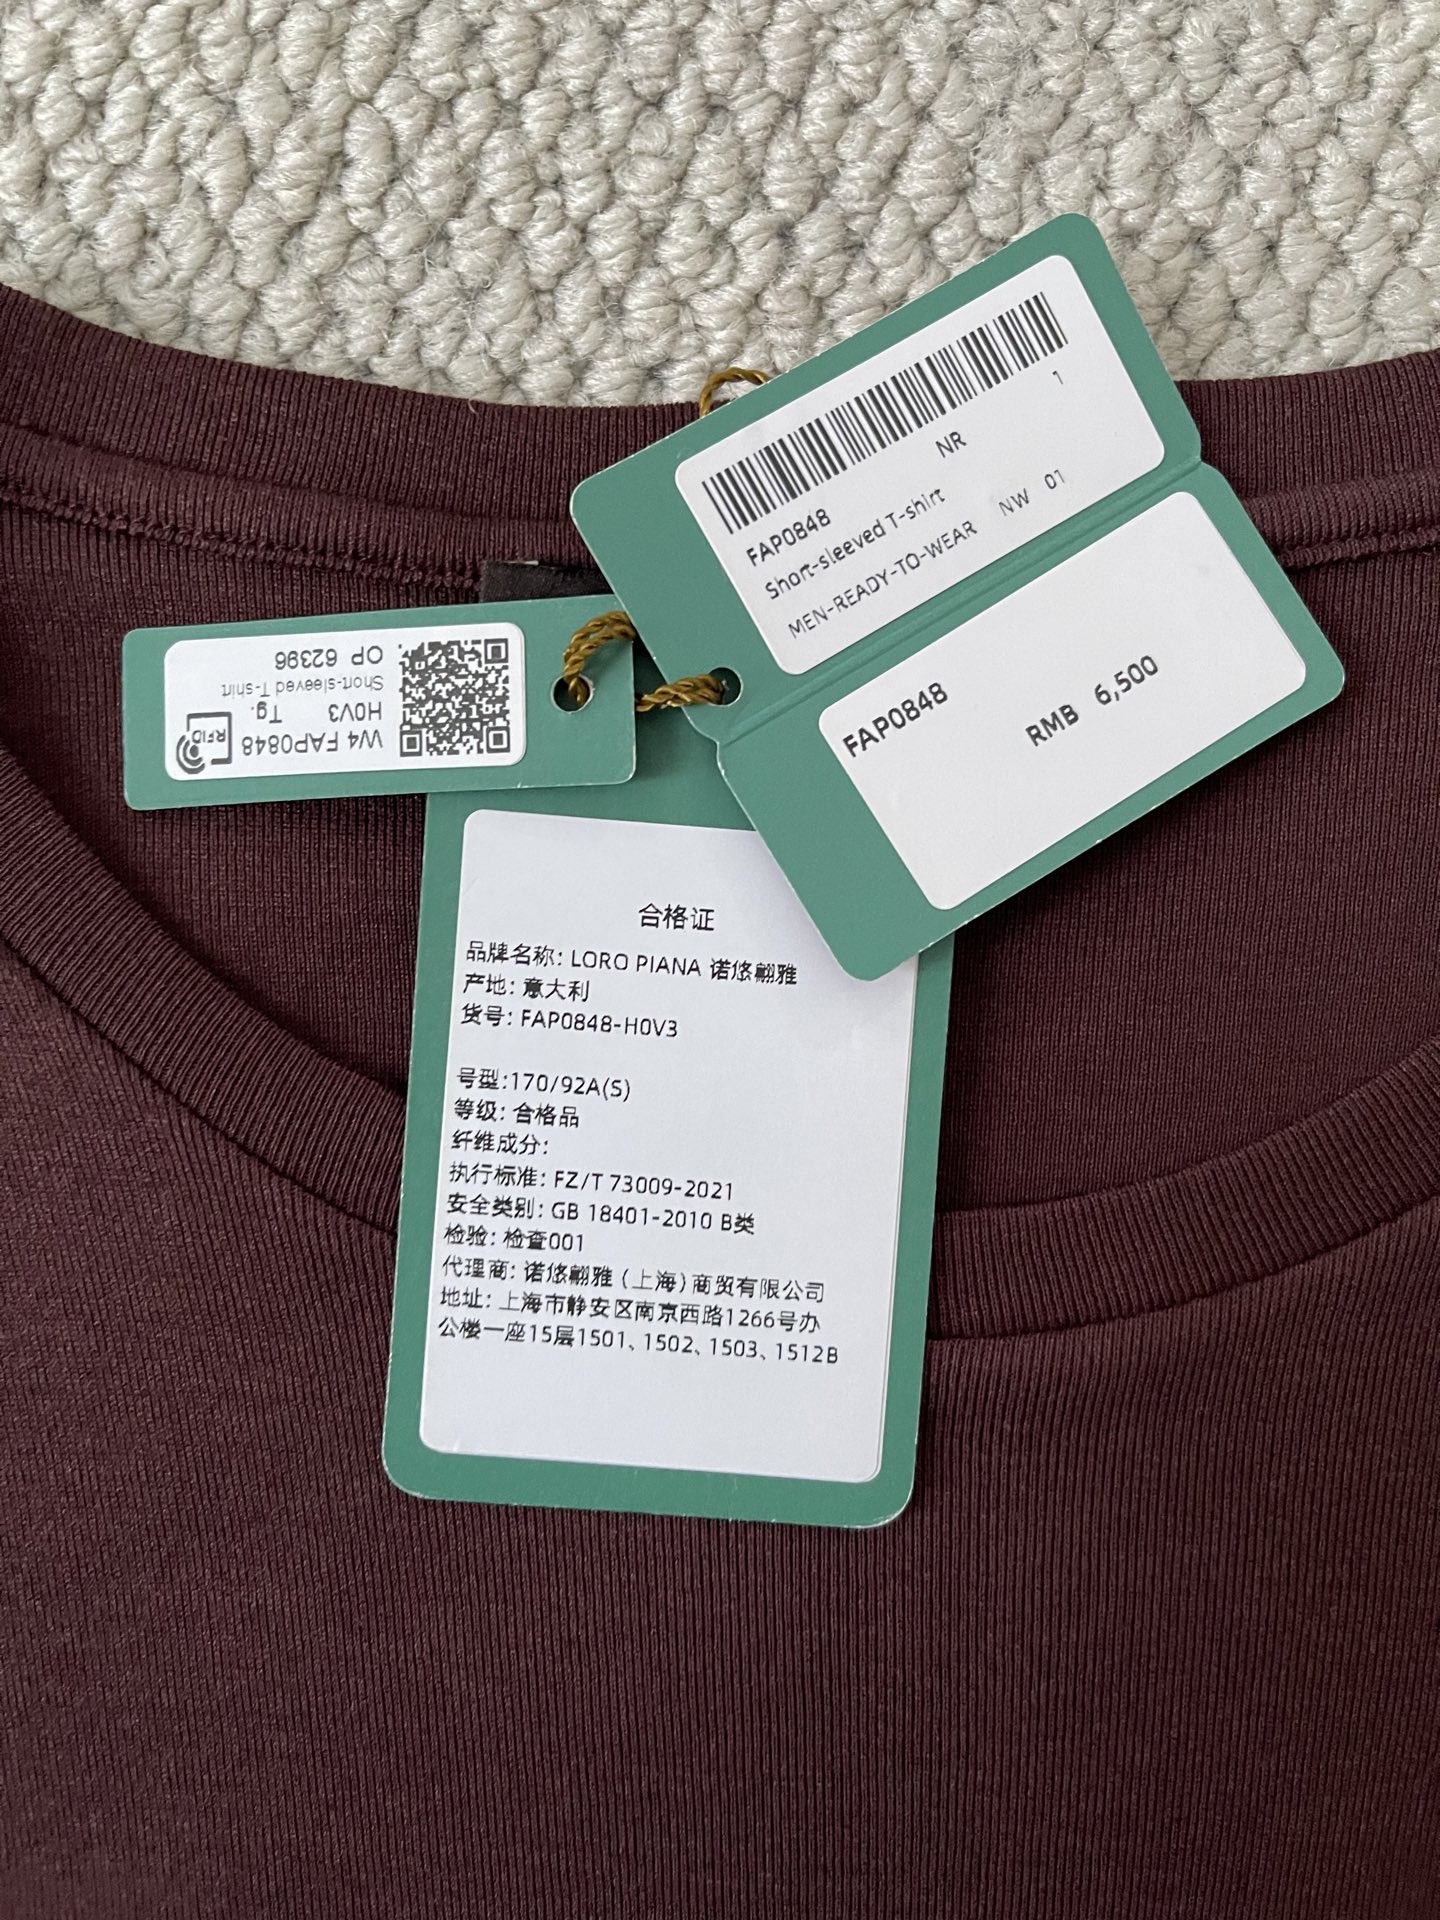 1
NR
FAP0848
Short-sleeved T-shirt
MEN-READY-TO-WEAR NW 01
FAP0848
RMB 6,500
W4 FAP0848
H0V3 Tg.
Short-sleeved T-shirt
OP 62396
RFID
合格证
品牌名称: LORO PIANA 诺悠翩雅
产地: 意大利
货号: FAP0848-H0V3
号型:170/92A(S)
等级: 合格品
纤维成分:
执行标准: FZ/T 73009-2021
安全类别: GB 18401-2010 B类
检验: 检查001
代理商: 诺悠翩雅 (上海) 商贸有限公司
地址: 上海市静安区南京西路1266号办
公楼一座15层1501、1502、1503、1512B